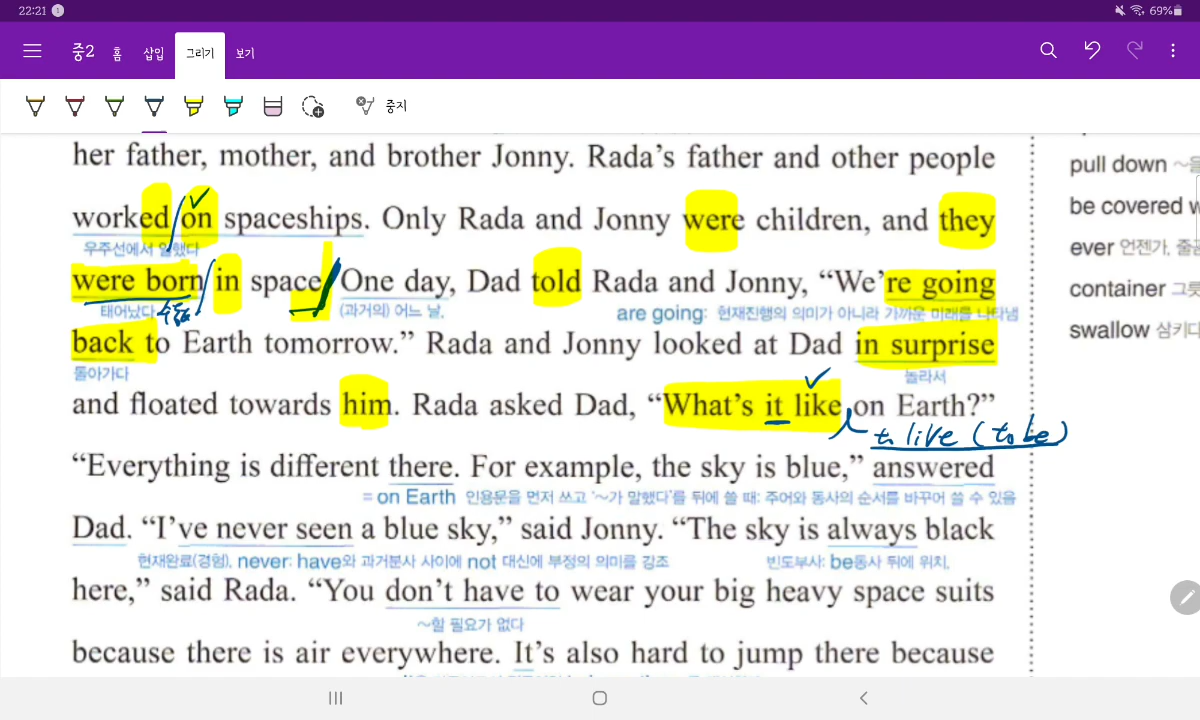 22:21 1 69%
중2 홈 삽입 그리기 보기
중지
her father, mother, and brother Jonny. Rada's father and other people
worked on spaceships. Only Rada and Jonny were children, and they
우주선에서 일했다
were born in space. One day, Dad told Rada and Jonny, "We're going
태어났다 (과거의) 어느 날, are going: 현재진행의 의미가 아니라 가까운 미래를 나타냄
back to Earth tomorrow." Rada and Jonny looked at Dad in surprise
돌아가다 놀라서
and floated towards him. Rada asked Dad, "What's it like on Earth?"
to live (to be)
"Everything is different there. For example, the sky is blue," answered
= on Earth 인용문을 먼저 쓰고 '~가 말했다'를 뒤에 쓸 때: 주어와 동사의 순서를 바꾸어 쓸 수 있음
Dad. "I've never seen a blue sky," said Jonny. "The sky is always black
현재완료(경험), never: have와 과거분사 사이에 not 대신에 부정의 의미를 강조 빈도부사: be동사 뒤에 위치,
here," said Rada. "You don't have to wear your big heavy space suits
~할 필요가 없다
because there is air everywhere. It's also hard to jump there because
pull down ~을
be covered w
ever 언젠가, 줄곧
container 그릇
swallow 삼키다